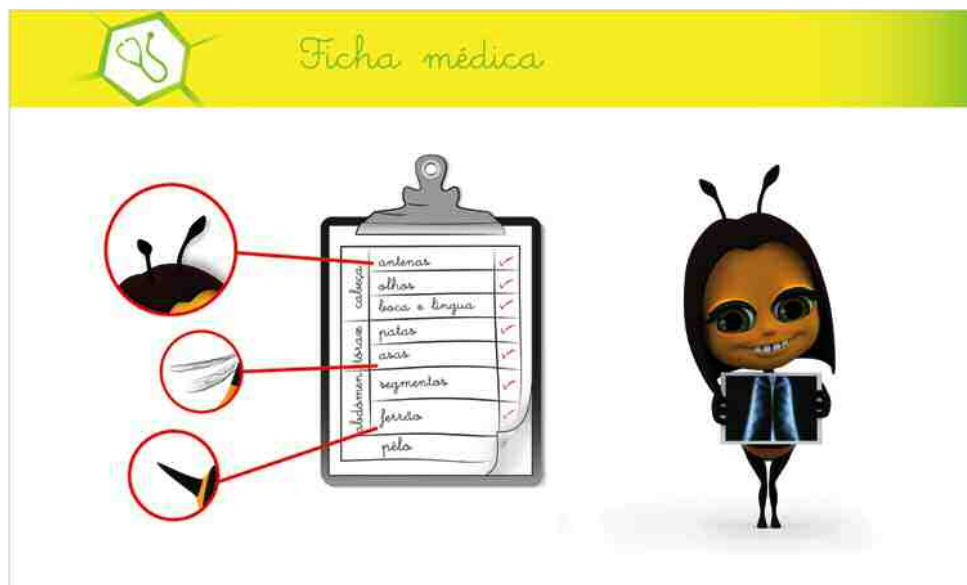 Ficha médica
cabeça
antenas
olhos
boca e língua
tórax
patas
asas
abdómen
segmentos
ferrão
pêlo